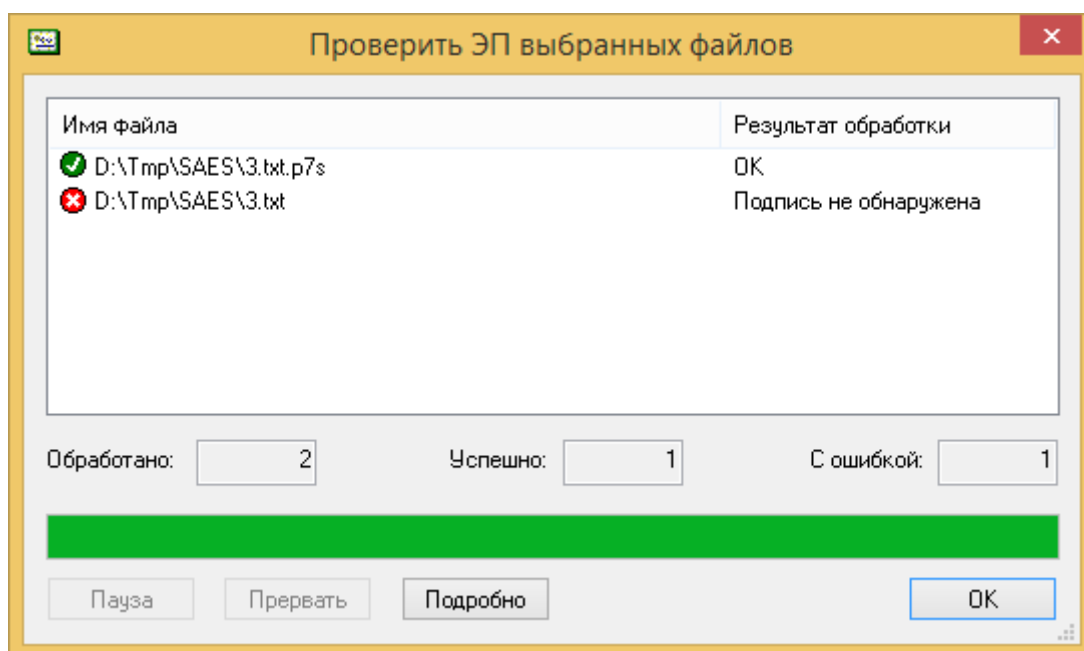 Проверить ЭП выбранных файлов
Имя файла Результат обработки
D:\Tmp\SAES\3.txt.p7s OK
D:\Tmp\SAES\3.txt Подпись не обнаружена
Обработано: 2 Успешно: 1 С ошибкой: 1
Пауза Прервать Подробно OK